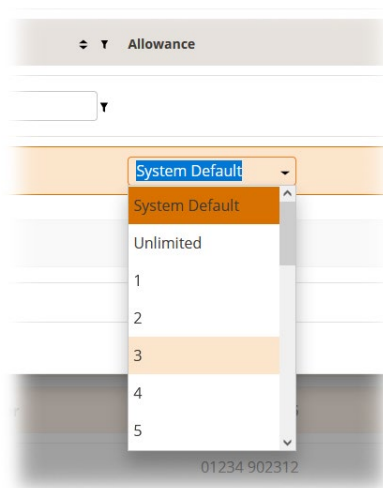 Allowance
System Default
System Default
Unlimited
1
2
3
4
5
01234 902312